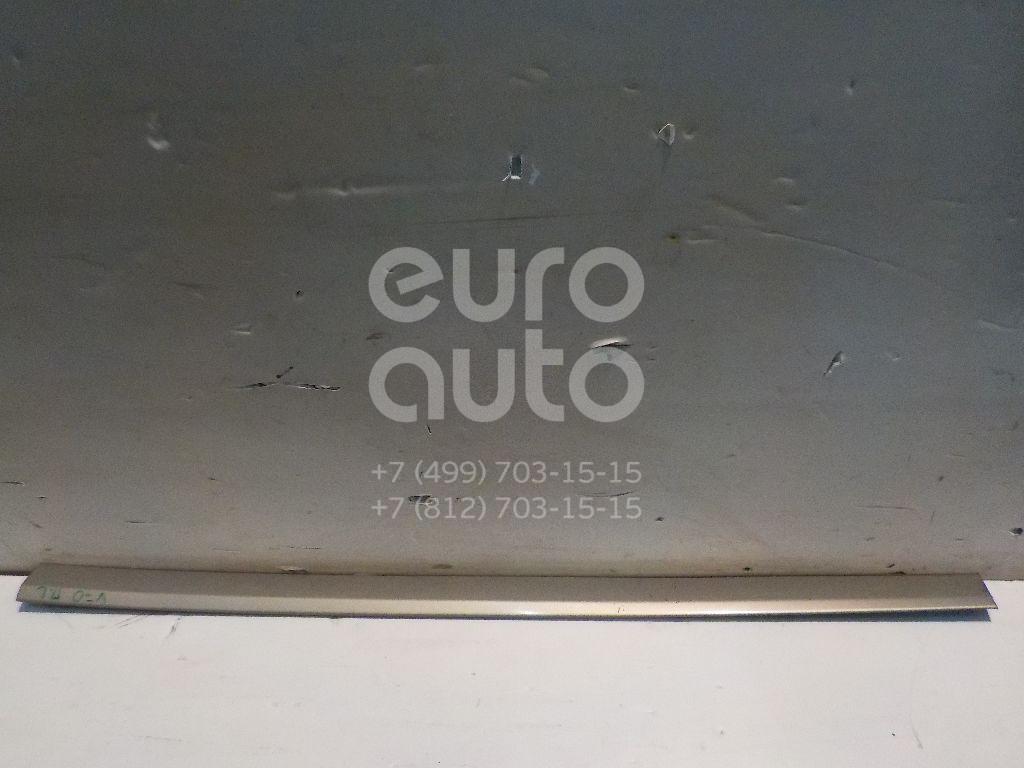 euro
auto
+7 (499) 703-15-15
+7 (812) 703-15-15